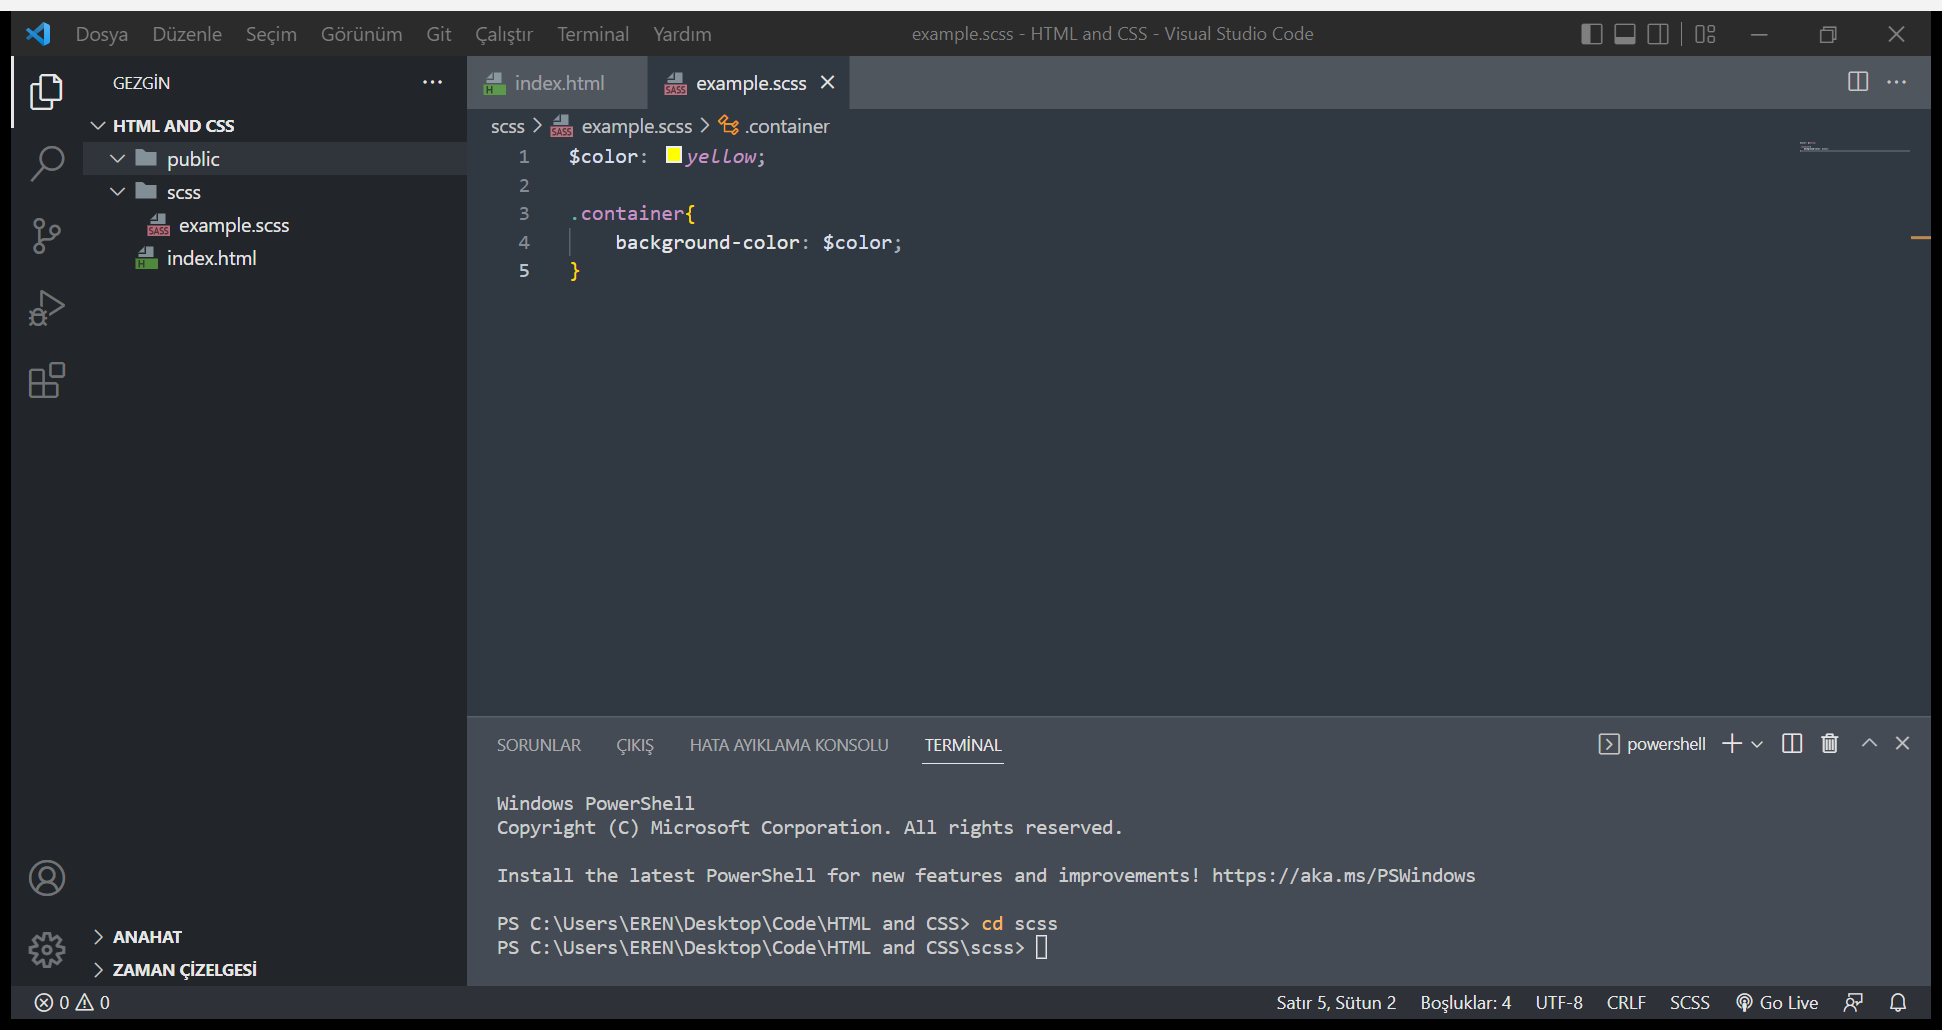 Dosya Düzenle Seçim Görünüm Git Çalıştır Terminal Yardım
example.scss - HTML and CSS - Visual Studio Code
GEZGİN
HTML AND CSS
public
scss
example.scss
index.html
index.html
example.scss
scss > example.scss > .container
1 $color: yellow;
2
3 .container{
4     background-color: $color;
5 }
SORUNLAR ÇIKIŞ HATA AYIKLAMA KONSOLU TERMİNAL
powershell
Windows PowerShell
Copyright (C) Microsoft Corporation. All rights reserved.
Install the latest PowerShell for new features and improvements! https://aka.ms/PSWindows
PS C:\Users\EREN\Desktop\Code\HTML and CSS> cd scss
PS C:\Users\EREN\Desktop\Code\HTML and CSS\scss>
ANAHAT
ZAMAN ÇİZELGESİ
0 0
Satır 5, Sütun 2 Boşluklar: 4 UTF-8 CRLF SCSS Go Live